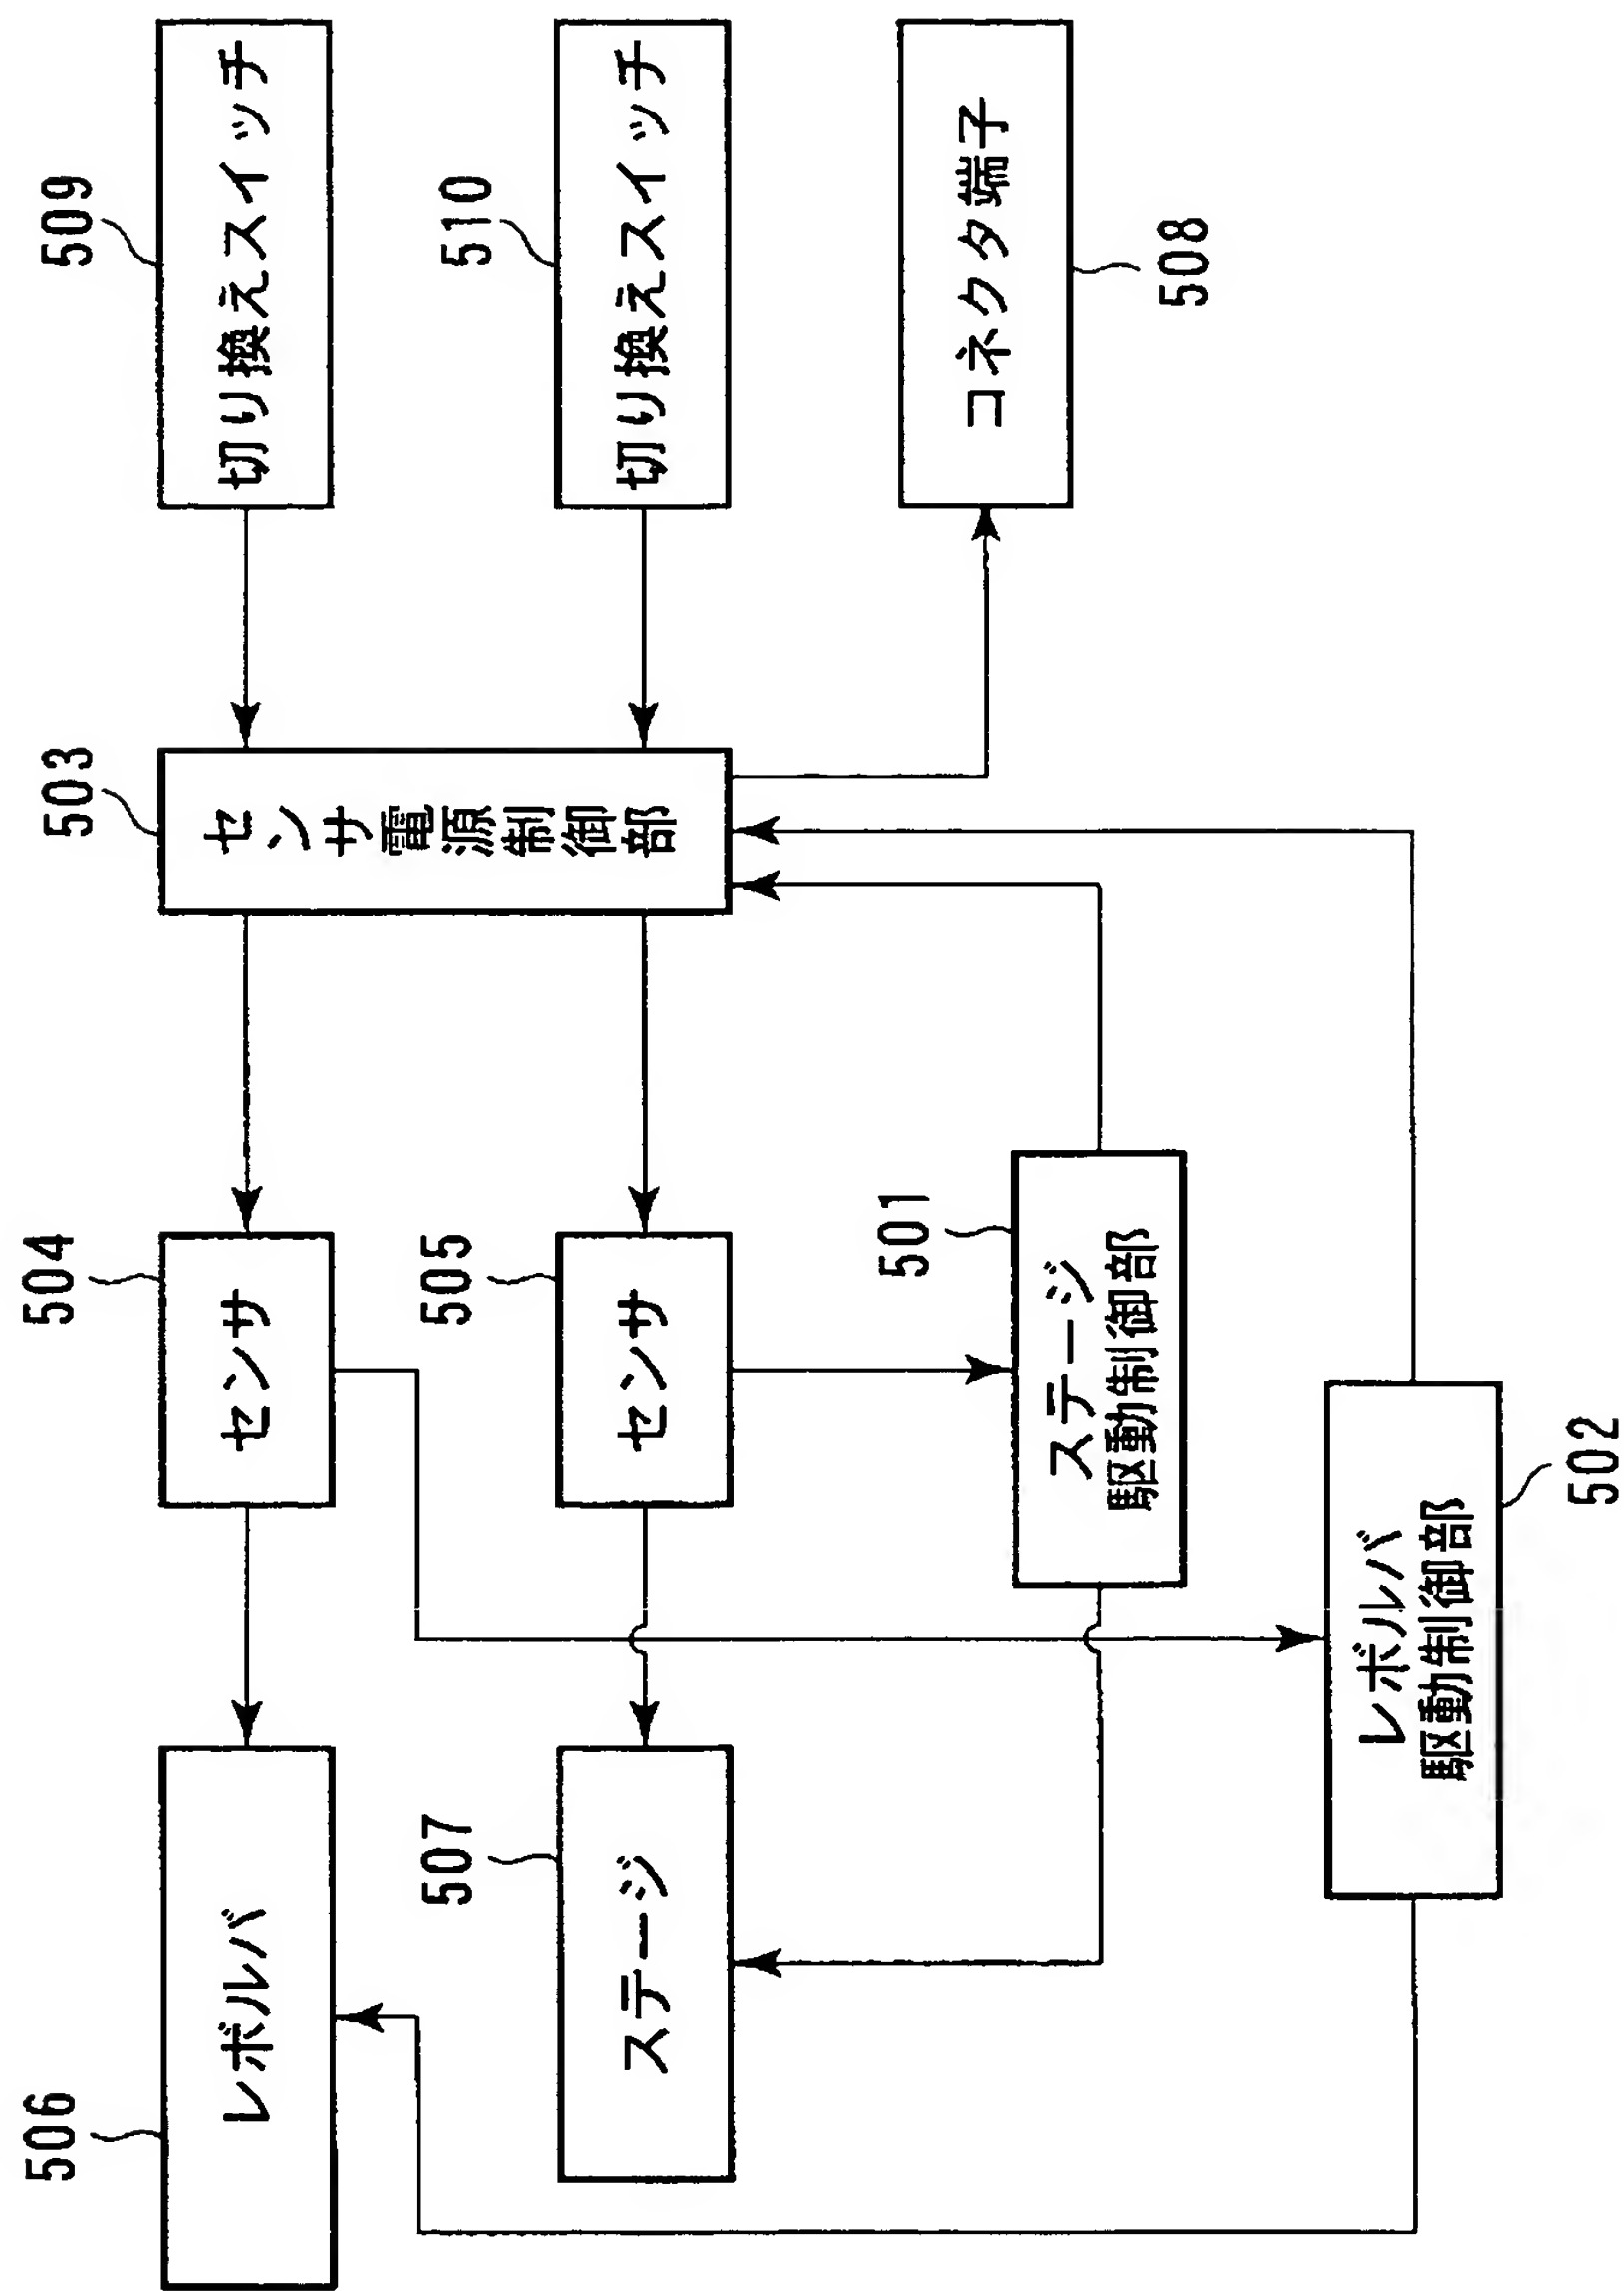 506
レボルバ
504
センサ
503
センサ電源制御部
509
切り換えスイッチ
507
ステージ
505
センサ
510
切り換えスイッチ
501
ステージ
駆動制御部
コネクタ端子
508
レボルバ
駆動制御部
502